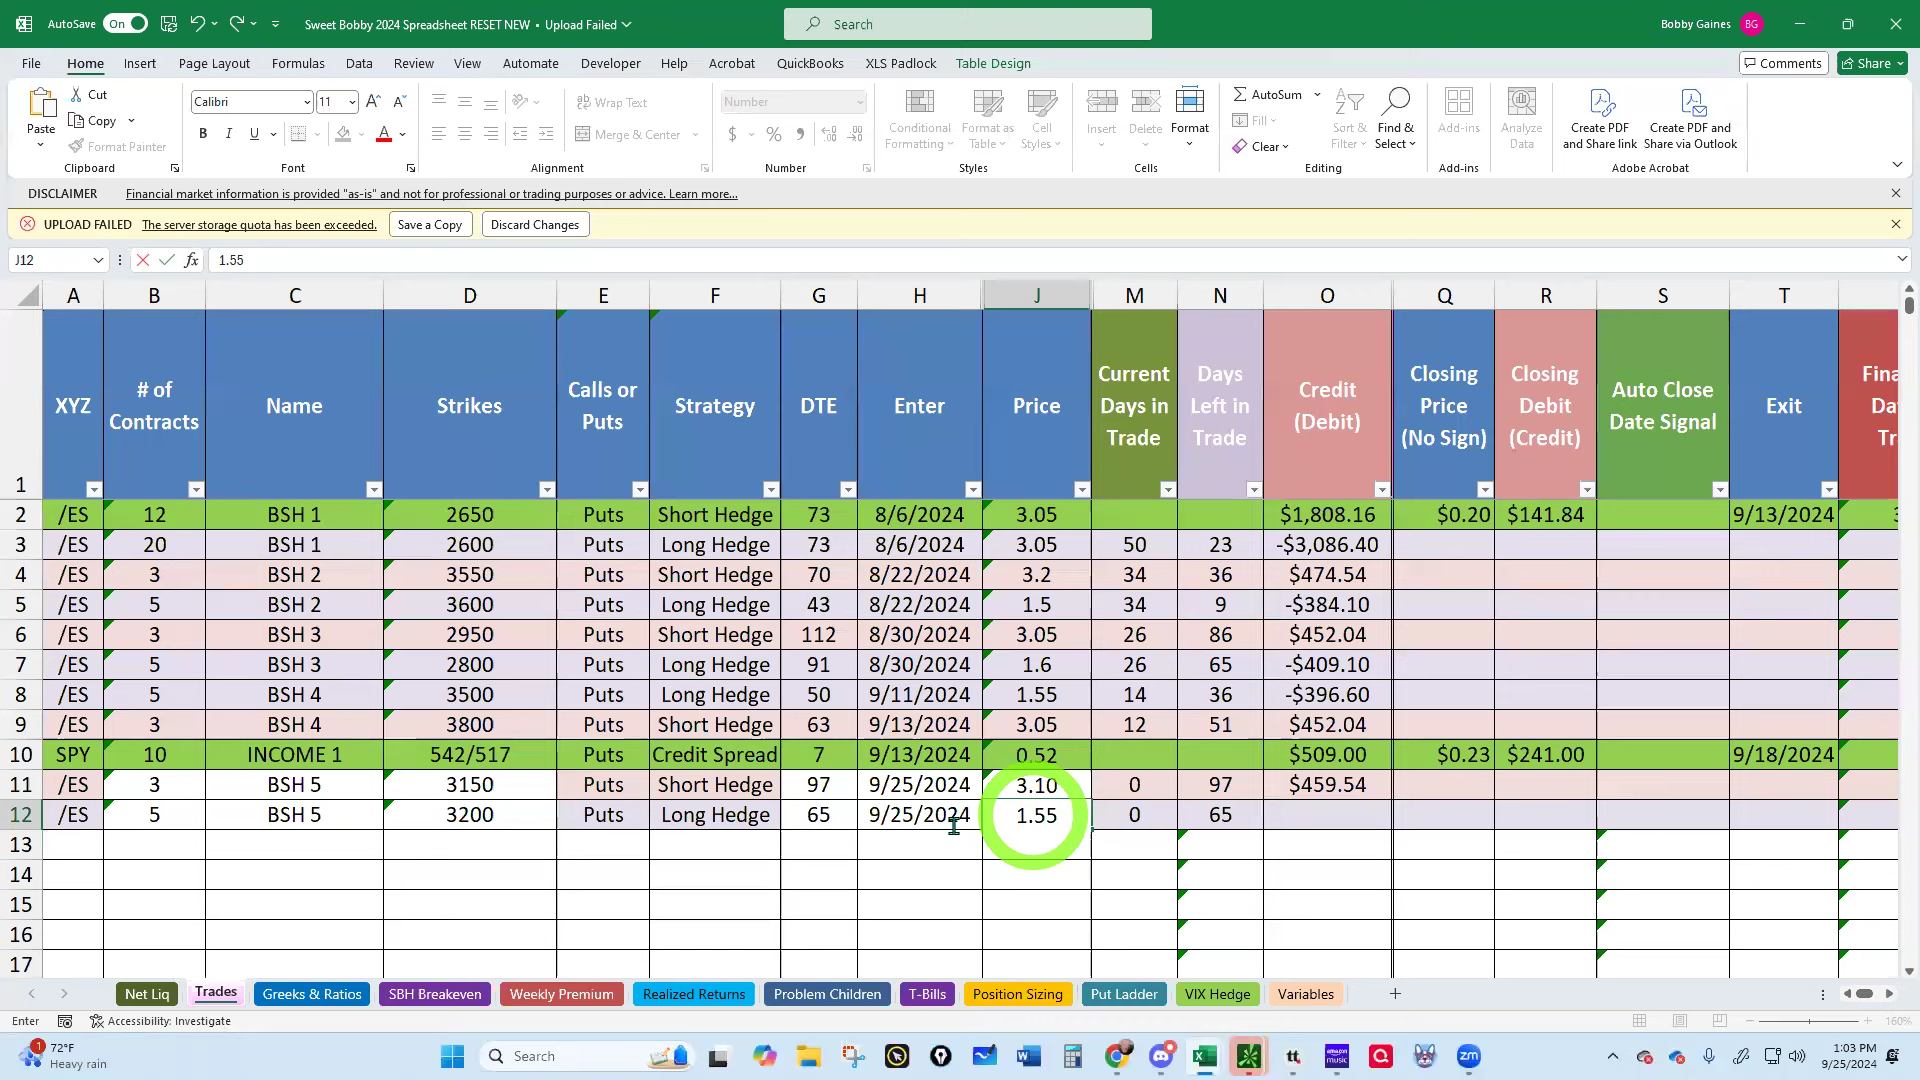 AutoSave On Sweet Bobby 2024 Spreadsheet RESET NEW • Upload Failed Search Bobby Gaines BG
File Home Insert Page Layout Formulas Data Review View Automate Developer Help Acrobat QuickBooks XLS Padlock Table Design Comments Share
Paste Cut Copy Format Painter
Clipboard
Calibri 11 A A
B I U A
Font
Wrap Text
Merge & Center
Alignment
Number
$ %
Number
Conditional Formatting Format as Table Cell Styles
Styles
Insert Delete Format
Cells
AutoSum Fill Clear Sort & Filter Find & Select
Editing
Add-ins
Add-ins
Analyze Data
Create PDF and Share link Create PDF and Share via Outlook
Adobe Acrobat
DISCLAIMER Financial market information is provided "as-is" and not for professional or trading purposes or advice. Learn more...
UPLOAD FAILED The server storage quota has been exceeded. Save a Copy Discard Changes
J12 fx 1.55
A B C D E F G H J M N O Q R S T
1 XYZ # of Contracts Name Strikes Calls or Puts Strategy DTE Enter Price Current Days in Trade Days Left in Trade Credit (Debit) Closing Price (No Sign) Closing Debit (Credit) Auto Close Date Signal Exit Fina Da Tr
2 /ES 12 BSH 1 2650 Puts Short Hedge 73 8/6/2024 3.05 $1,808.16 $0.20 $141.84 9/13/2024
3 /ES 20 BSH 1 2600 Puts Long Hedge 73 8/6/2024 3.05 50 23 -$3,086.40
4 /ES 3 BSH 2 3550 Puts Short Hedge 70 8/22/2024 3.2 34 36 $474.54
5 /ES 5 BSH 2 3600 Puts Long Hedge 43 8/22/2024 1.5 34 9 -$384.10
6 /ES 3 BSH 3 2950 Puts Short Hedge 112 8/30/2024 3.05 26 86 $452.04
7 /ES 5 BSH 3 2800 Puts Long Hedge 91 8/30/2024 1.6 26 65 -$409.10
8 /ES 5 BSH 4 3500 Puts Long Hedge 50 9/11/2024 1.55 14 36 -$396.60
9 /ES 3 BSH 4 3800 Puts Short Hedge 63 9/13/2024 3.05 12 51 $452.04
10 SPY 10 INCOME 1 542/517 Puts Credit Spread 7 9/13/2024 0.52 $509.00 $0.23 $241.00 9/18/2024
11 /ES 3 BSH 5 3150 Puts Short Hedge 97 9/25/2024 3.10 0 97 $459.54
12 /ES 5 BSH 5 3200 Puts Long Hedge 65 9/25/2024 1.55 0 65
13
14
15
16
17
Net Liq Trades Greeks & Ratios SBH Breakeven Weekly Premium Realized Returns Problem Children T-Bills Position Sizing Put Ladder VIX Hedge Variables
Enter Accessibility: Investigate 160%
1 72°F Search tt amazon music Q zm 1:03 PM
Heavy rain 9/25/2024